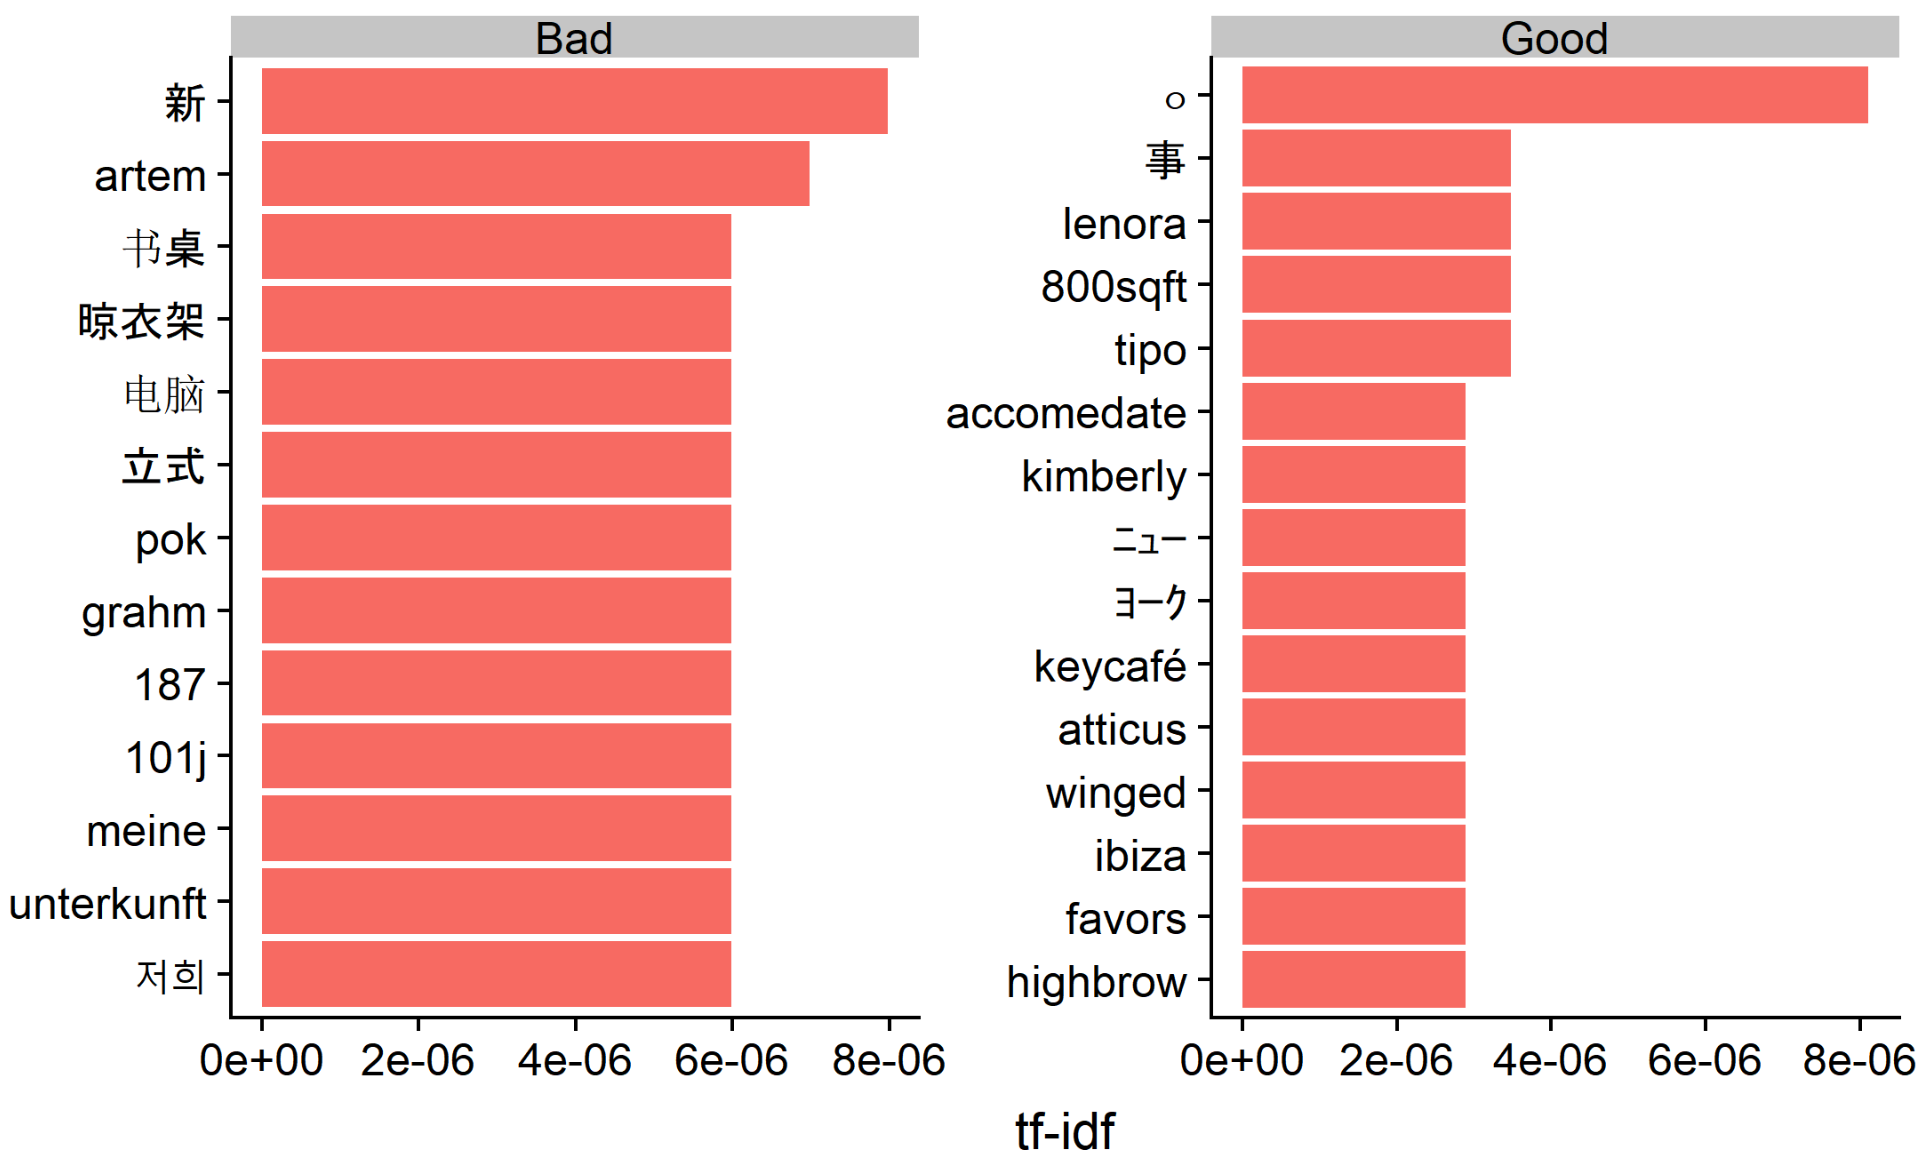 Bad
新
artem
书桌
晾衣架
电脑
立式
pok
grahm
187
101j
meine
unterkunft
저희
0e+00 2e-06 4e-06 6e-06 8e-06
Good
ㅇ
事
lenora
800sqft
tipo
accomedate
kimberly
ニュー
ヨーク
keycafé
atticus
winged
ibiza
favors
highbrow
0e+00 2e-06 4e-06 6e-06 8e-06
tf-idf